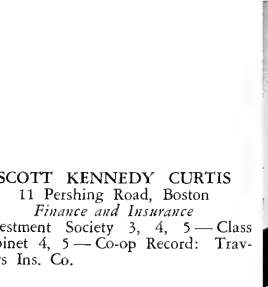 SCOTT KENNEDY CURTIS
11 Pershing Road, Boston
Finance and Insurance
estment Society 3, 4, 5 — Class
binet 4, 5 — Co-op Record: Trav-
rs Ins. Co.